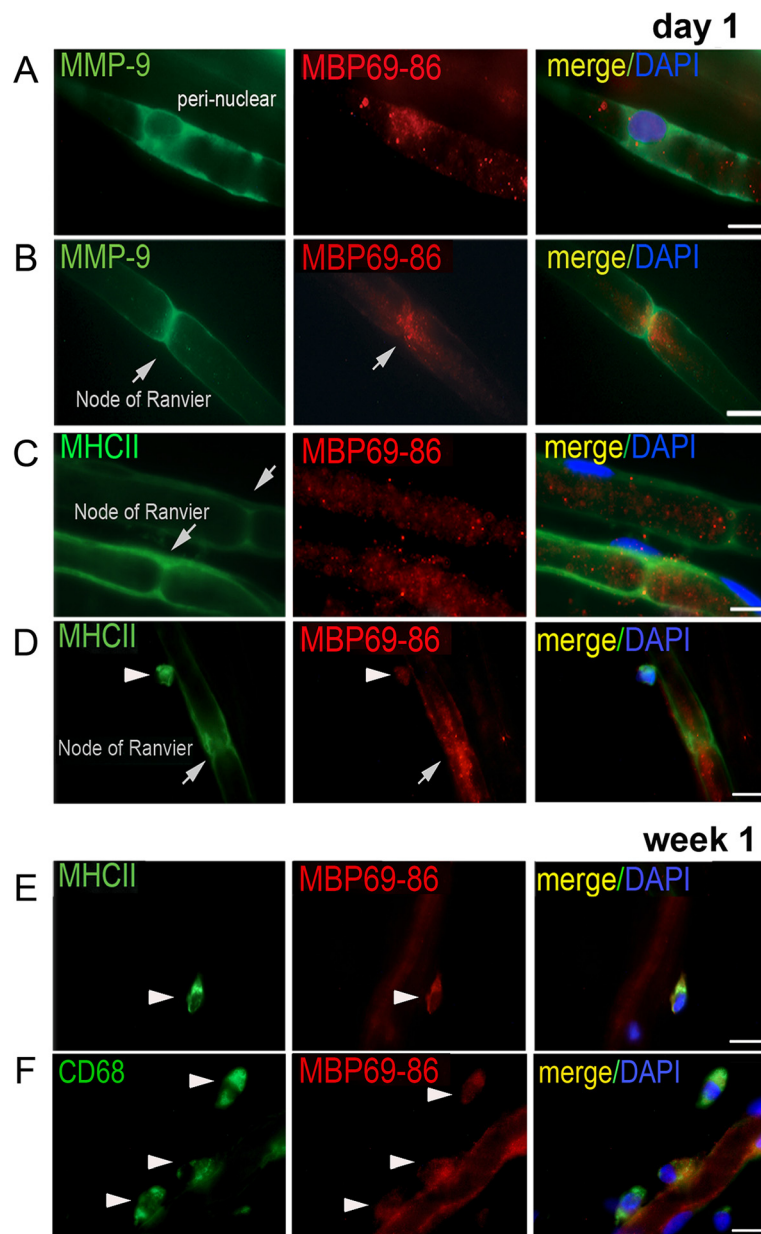 day 1
A
MMP-9
MBP69-86
merge/DAPI
peri-nuclear
B
MMP-9
MBP69-86
merge/DAPI
Node of Ranvier
C
MHCII
MBP69-86
merge/DAPI
Node of Ranvier
D
MHCII
MBP69-86
merge/DAPI
Node of Ranvier
week 1
E
MHCII
MBP69-86
merge/DAPI
F
CD68
MBP69-86
merge/DAPI